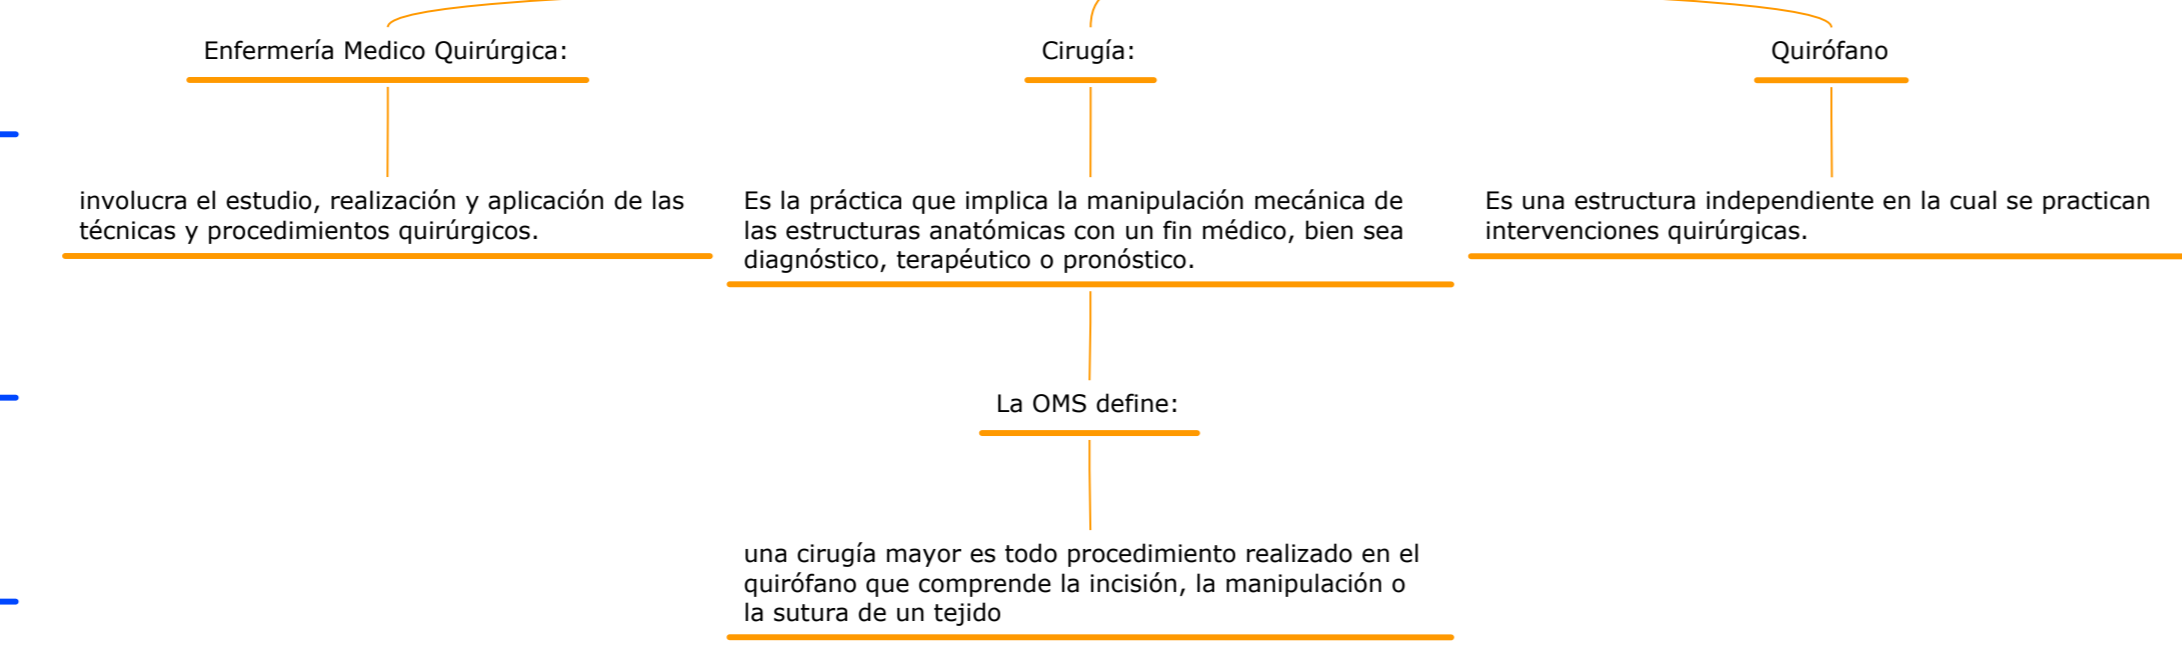 Enfermería Medico Quirúrgica:
Cirugía:
Quirófano
involucra el estudio, realización y aplicación de las
técnicas y procedimientos quirúrgicos.
Es la práctica que implica la manipulación mecánica de
las estructuras anatómicas con un fin médico, bien sea
diagnóstico, terapéutico o pronóstico.
Es una estructura independiente en la cual se practican
intervenciones quirúrgicas.
La OMS define:
una cirugía mayor es todo procedimiento realizado en el
quirófano que comprende la incisión, la manipulación o
la sutura de un tejido